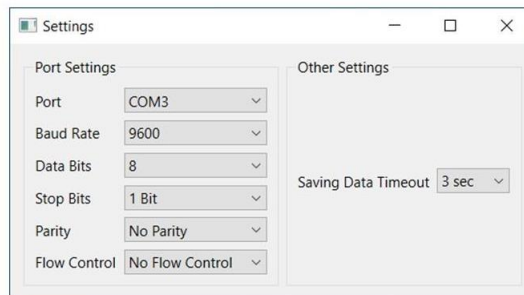 Settings
Port Settings
Port COM3
Baud Rate 9600
Data Bits 8
Stop Bits 1 Bit
Parity No Parity
Flow Control No Flow Control
Other Settings
Saving Data Timeout 3 sec